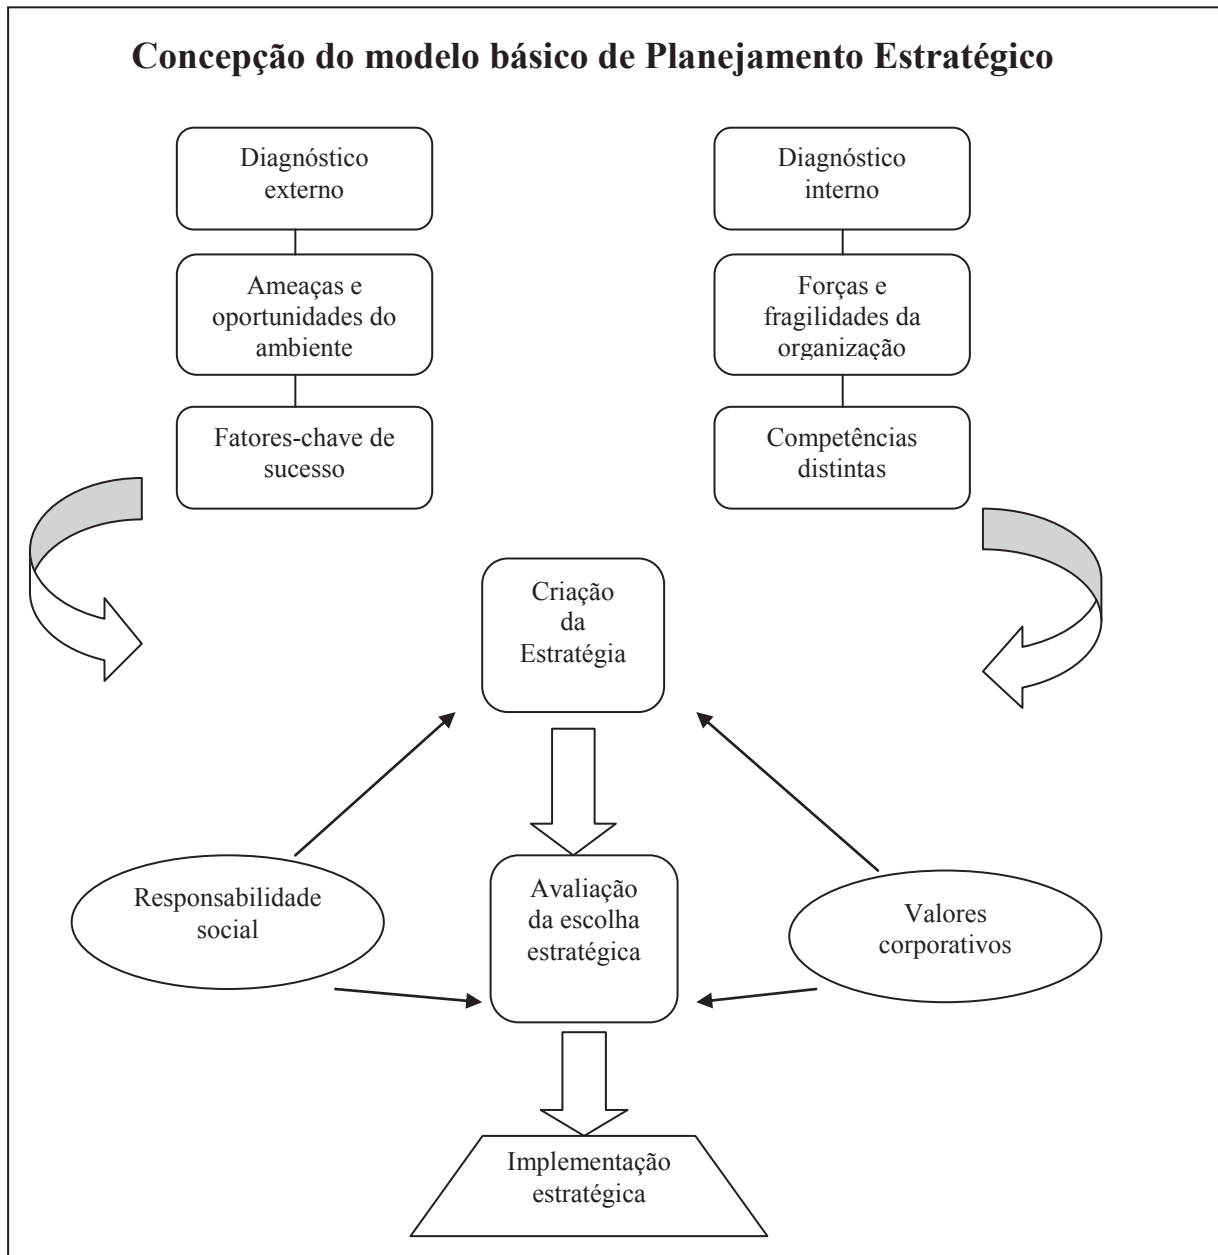 Concepção do modelo básico de Planejamento Estratégico
Diagnóstico
externo
Ameaças e
oportunidades do
ambiente
Fatores-chave de
sucesso
Diagnóstico
interno
Forças e
fragilidades da
organização
Competências
distintas
Criação
da
Estratégia
Responsabilidade
social
Avaliação
da escolha
estratégica
Valores
corporativos
Implementação
estratégica